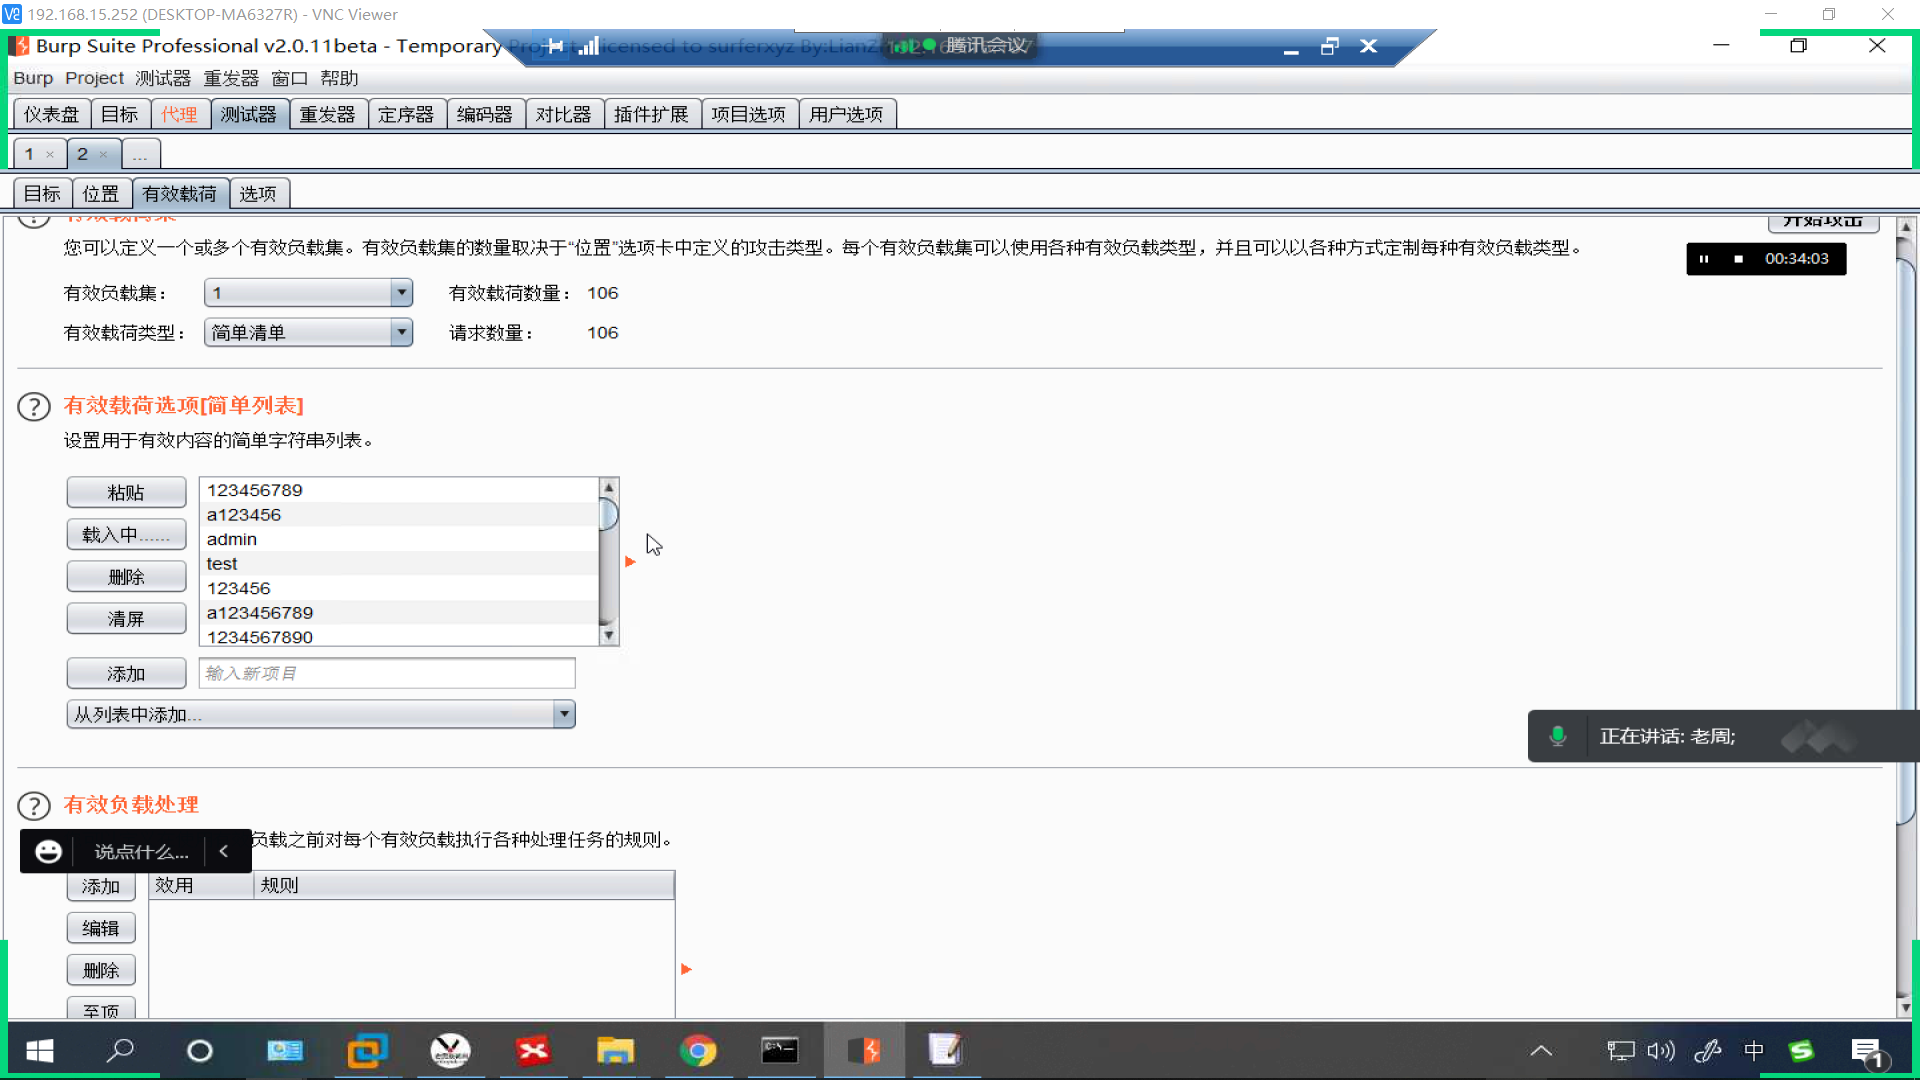 192.168.15.252 (DESKTOP-MA6327R) - VNC Viewer
Burp Suite Professional v2.0.11beta - Temporary Project - licensed to surferxyz By:LianZ
腾讯会议
Burp Project 测试器 重发器 窗口 帮助
仪表盘 目标 代理 测试器 重发器 定序器 编码器 对比器 插件扩展 项目选项 用户选项
1 × 2 × ...
目标 位置 有效载荷 选项
开始攻击
您可以定义一个或多个有效负载集。有效负载集的数量取决于“位置”选项卡中定义的攻击类型。每个有效负载集可以使用各种有效负载类型，并且可以以各种方式定制每种有效负载类型。
00:34:03
有效负载集： 1 有效载荷数量： 106
有效载荷类型： 简单清单 请求数量： 106
有效载荷选项[简单列表]
设置用于有效内容的简单字符串列表。
粘贴
载入中......
删除
清屏
123456789
a123456
admin
test
123456
a123456789
1234567890
添加 输入新项目
从列表中添加...
正在讲话: 老周;
有效负载处理
负载之前对每个有效负载执行各种处理任务的规则。
说点什么...
添加 效用 规则
编辑
删除
至顶
中
1